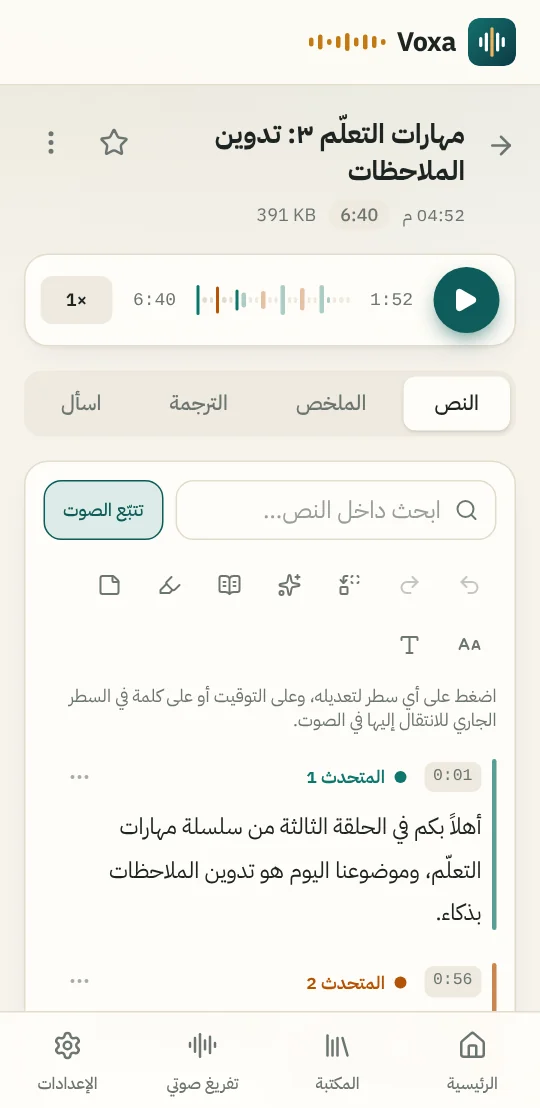 Voxa
مهارات التعلّم ٣: تدوين
الملاحظات
04:52 م 6:40 391 KB
1:52 6:40 1×
النص الملخص الترجمة اسأل
ابحث داخل النص... تتبّع الصوت
اضغط على أي سطر لتعديله، وعلى التوقيت أو على كلمة في السطر
الجاري للانتقال إليها في الصوت.
0:01 المتحدث 1
أهلاً بكم في الحلقة الثالثة من سلسلة مهارات
التعلّم، وموضوعنا اليوم هو تدوين الملاحظات
بذكاء.
0:56 المتحدث 2
الرئيسية المكتبة تفريغ صوتي الإعدادات